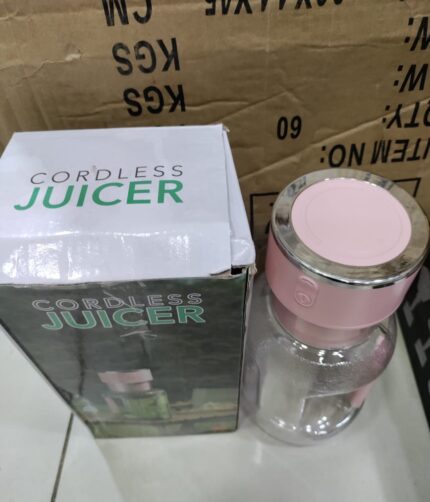 CM
KGS
KGS
60
ITEM NO
CORDLESS
JUICER
CORDLESS
JUICER